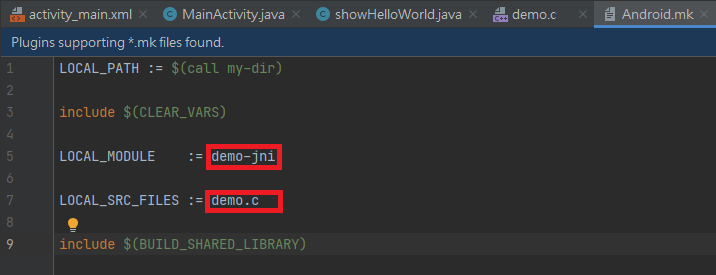 activity_main.xml MainActivity.java showHelloWorld.java demo.c Android.mk
Plugins supporting *.mk files found.
1 LOCAL_PATH := $(call my-dir)
2
3 include $(CLEAR_VARS)
4
5 LOCAL_MODULE    := demo-jni
6
7 LOCAL_SRC_FILES := demo.c
8
9 include $(BUILD_SHARED_LIBRARY)